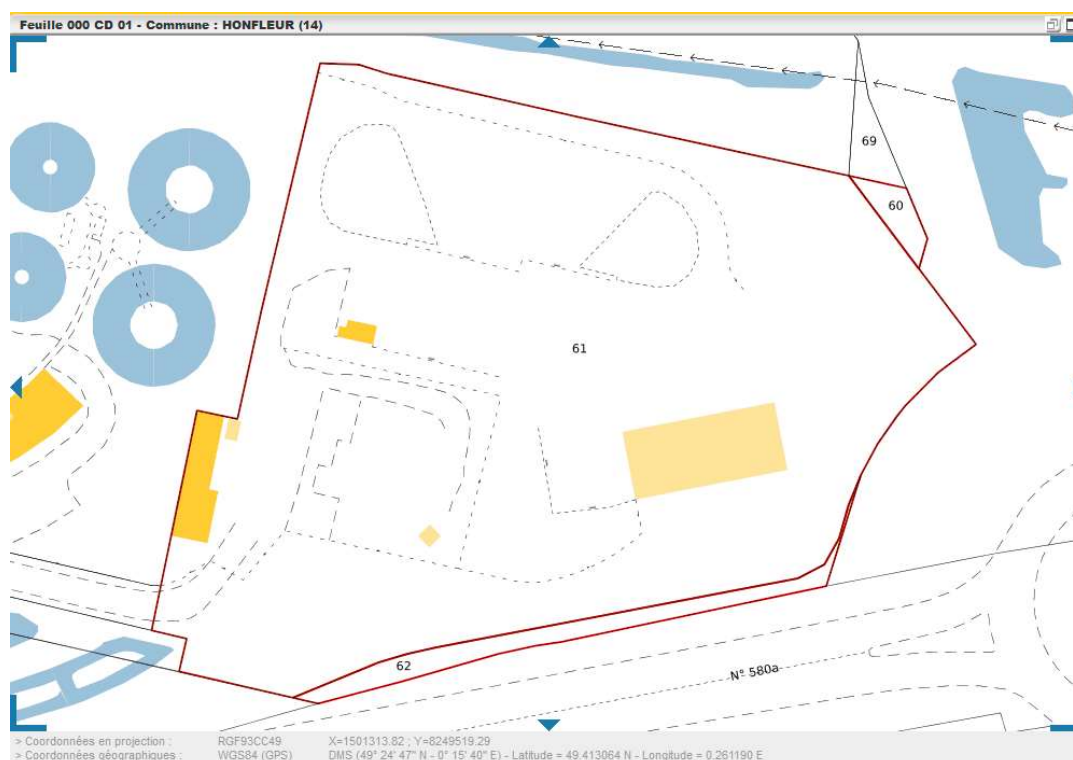 Feuille 000 CD 01 - Commune : HONFLEUR (14)
69
60
61
62
N° 580a
> Coordonnées en projection : RGF93CC49 X=1501313.82 ; Y=8249519.29
> Coordonnées géographiques : WGS84 (GPS) DMS (49° 24' 47" N - 0° 15' 40" E) - Latitude = 49.413064 N - Longitude = 0.261190 E